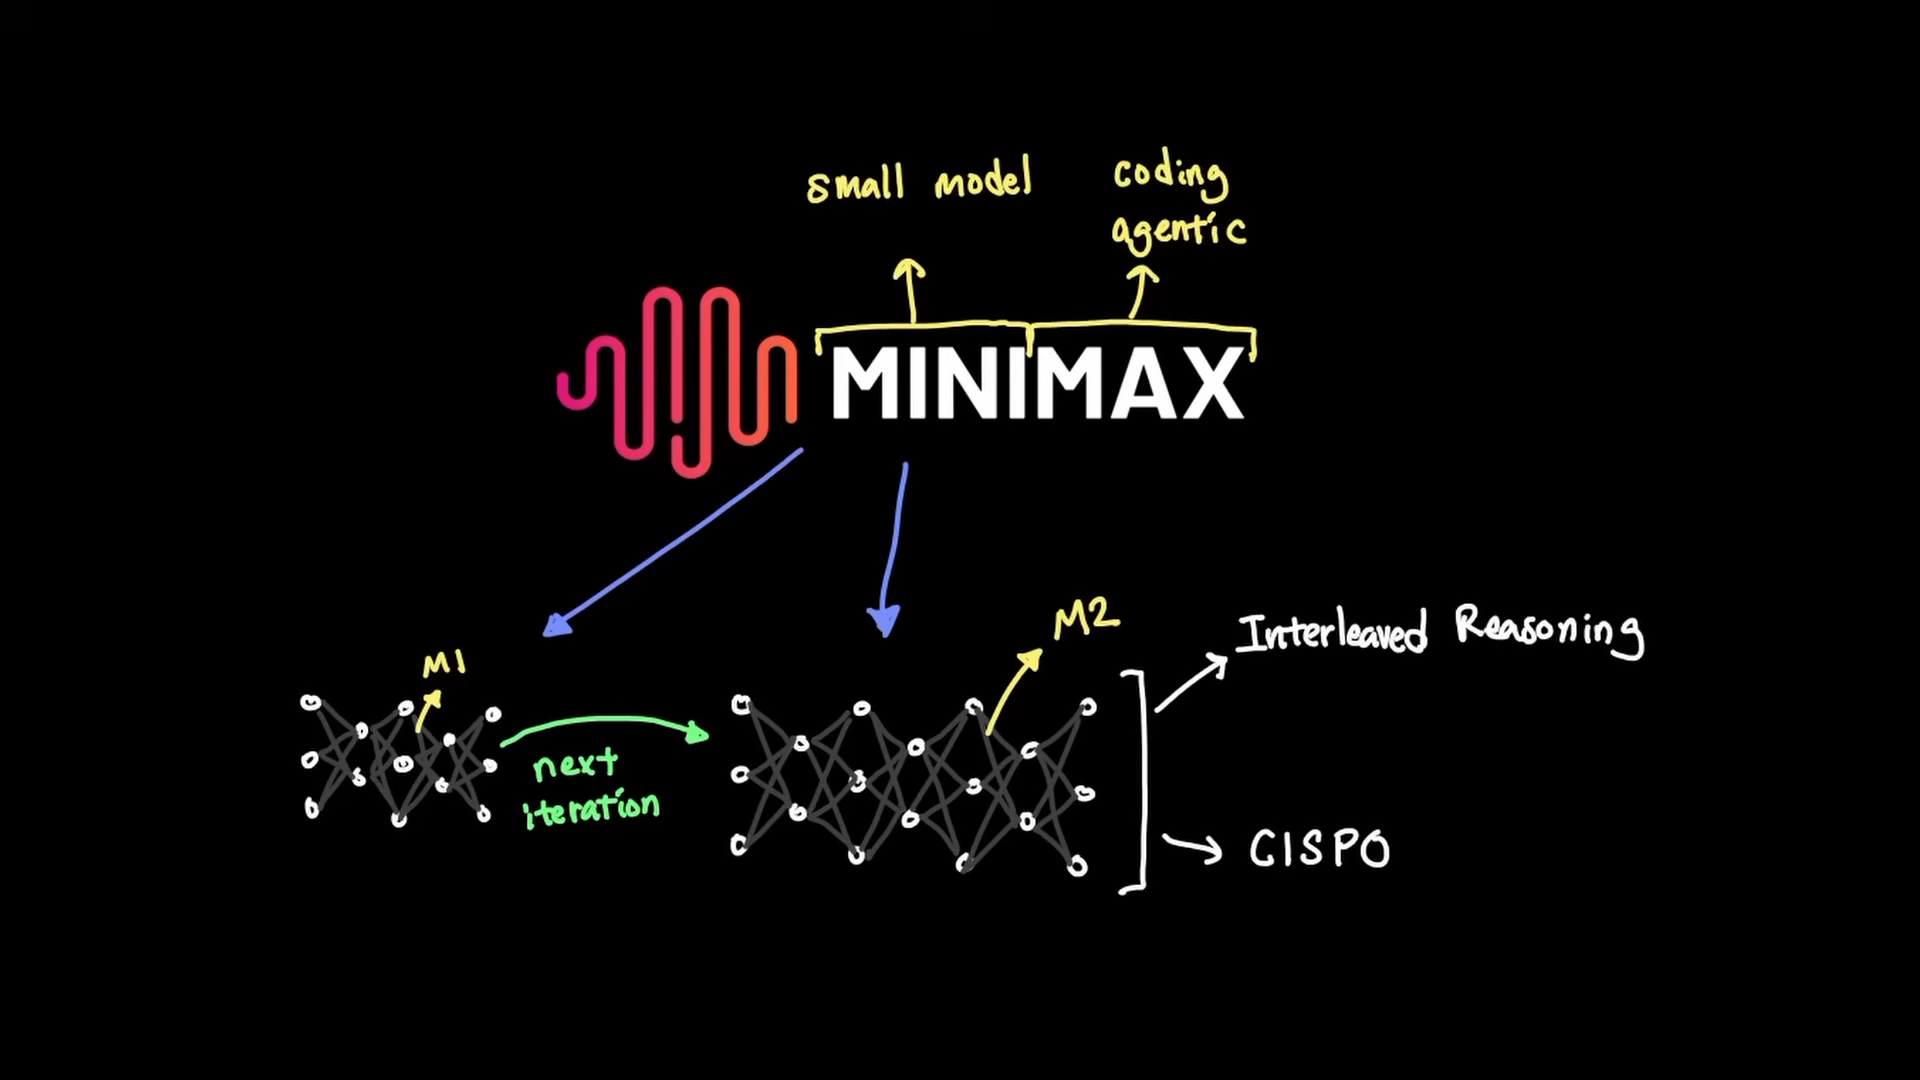 small model
coding
agentic
MINIMAX
M1
next
iteration
M2
Interleaved Reasoning
CISPO